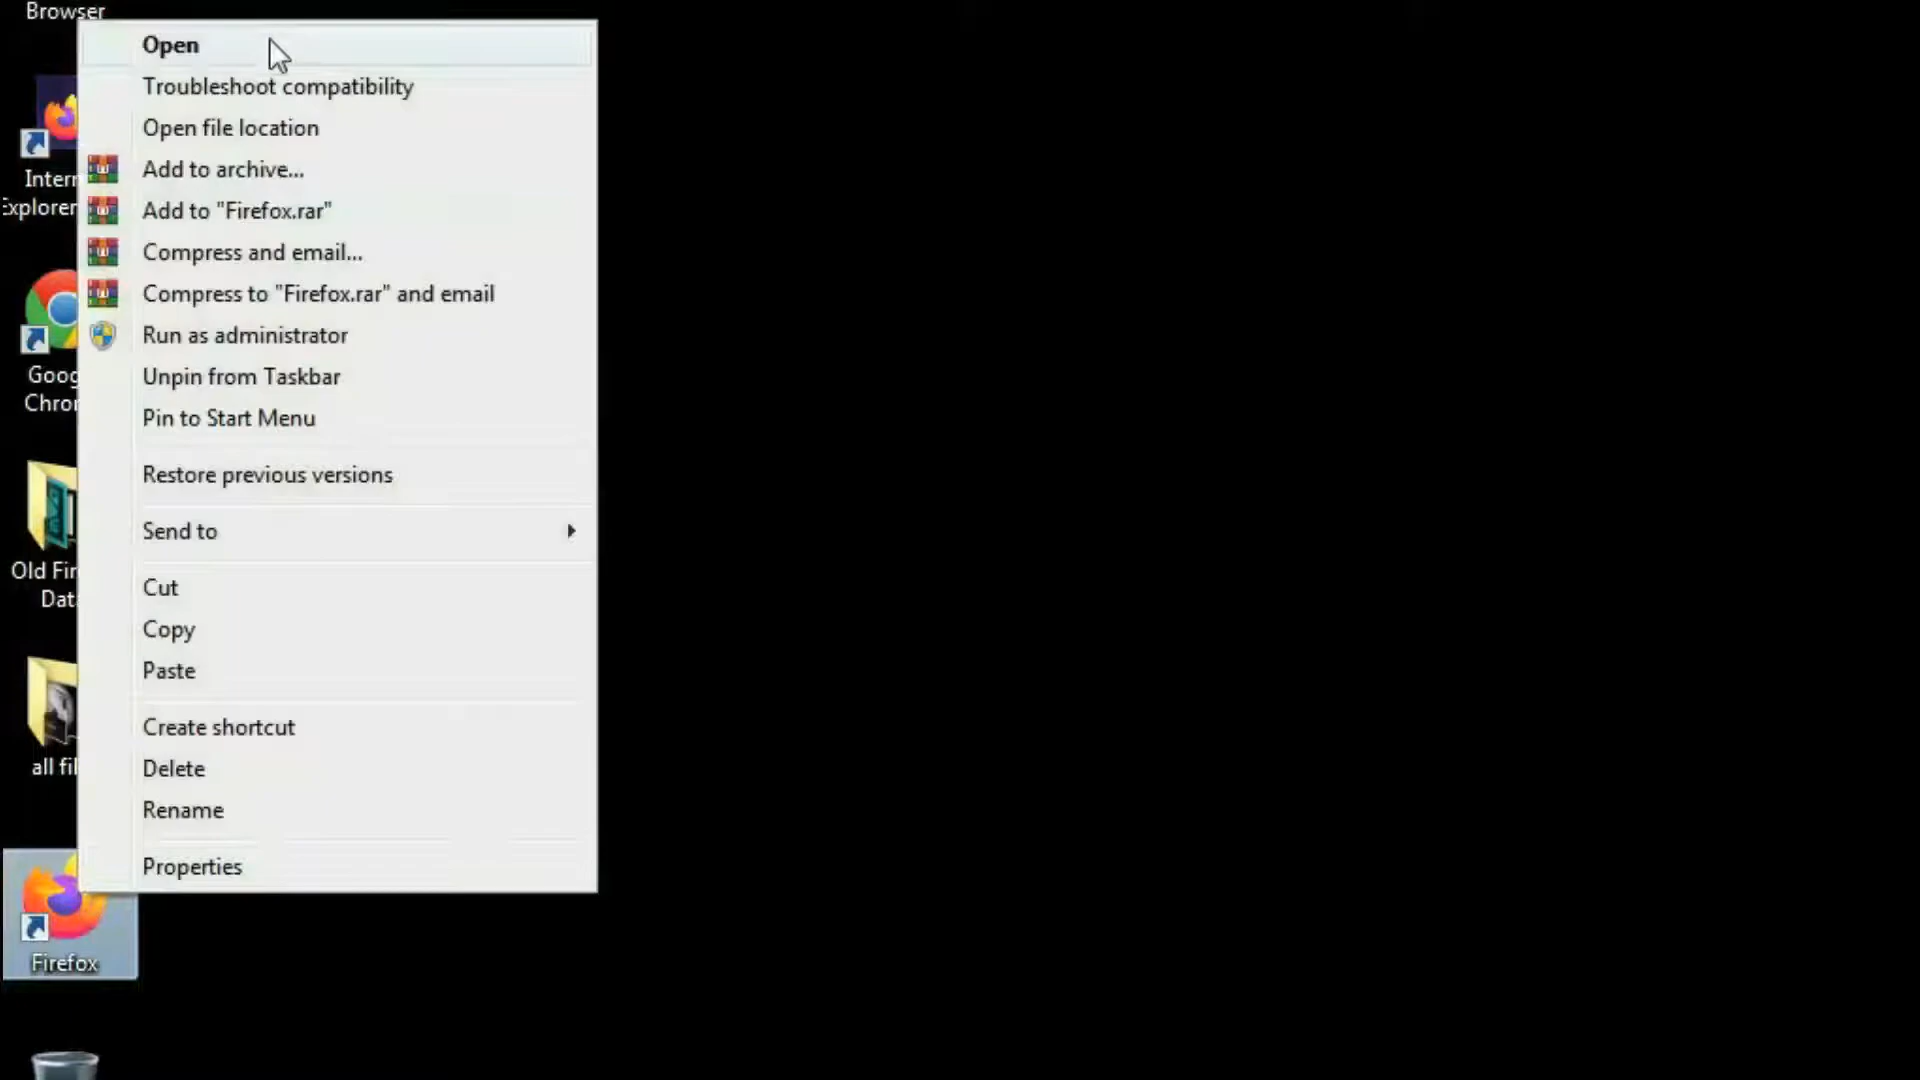 Browser
Open
Troubleshoot compatibility
Open file location
Add to archive...
Add to "Firefox.rar"
Compress and email...
Compress to "Firefox.rar" and email
Run as administrator
Unpin from Taskbar
Pin to Start Menu
Restore previous versions
Send to
Cut
Copy
Paste
Create shortcut
Delete
Rename
Properties
Intern
Explorer
Goog
Chron
Old Fir
Dat
all fil
Firefox